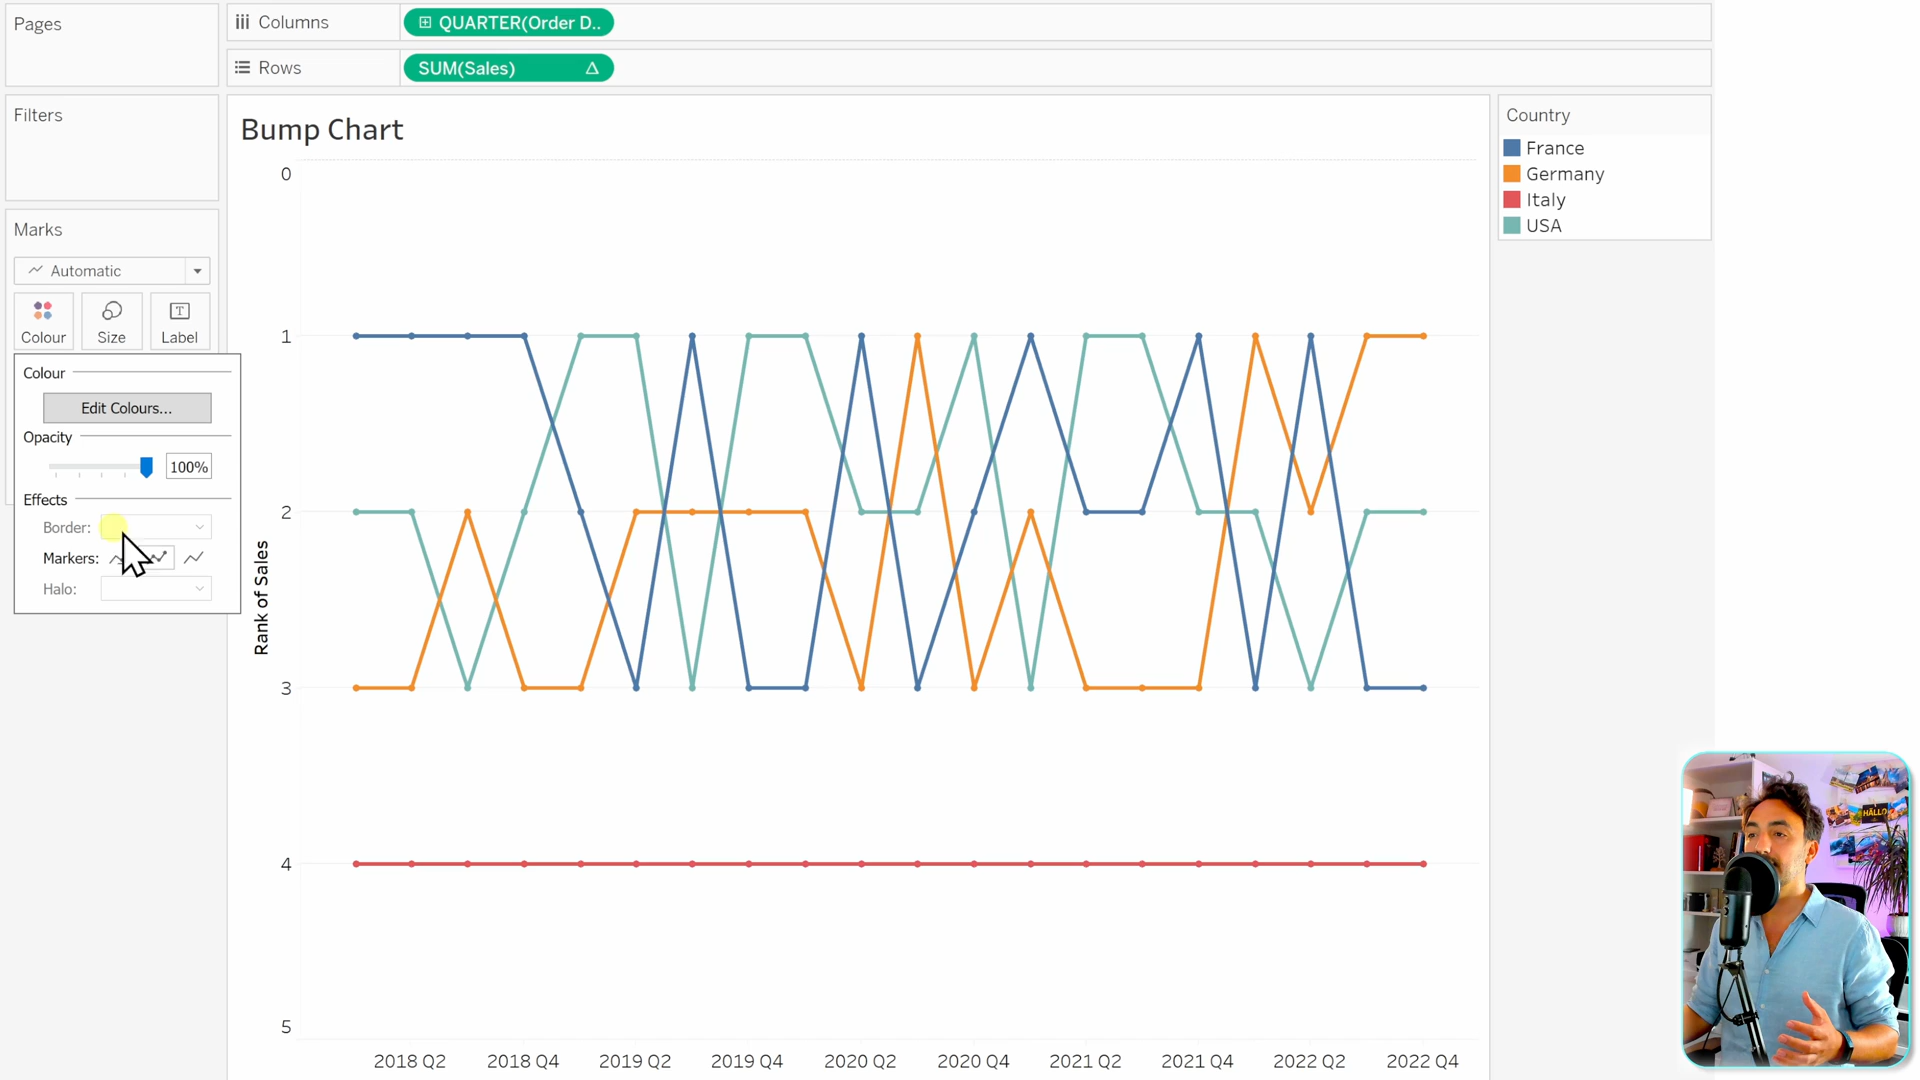 Pages
Columns
QUARTER(Order D..
Rows
SUM(Sales)
Filters
Marks
Automatic
Colour
Size
Label
Colour
Edit Colours...
Opacity
100%
Effects
Border:
Markers:
Halo:
Bump Chart
Rank of Sales
0
1
2
3
4
5
2018 Q2
2018 Q4
2019 Q2
2019 Q4
2020 Q2
2020 Q4
2021 Q2
2021 Q4
2022 Q2
2022 Q4
Country
France
Germany
Italy
USA
HALLO